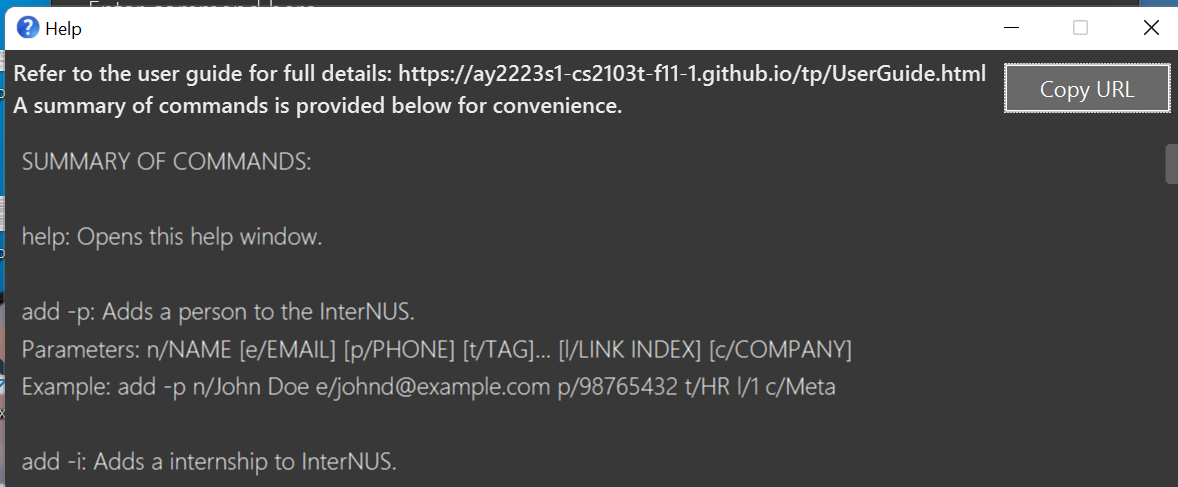 Enter command here
Help
Refer to the user guide for full details: https://ay2223s1-cs2103t-f11-1.github.io/tp/UserGuide.html
Copy URL
A summary of commands is provided below for convenience.
SUMMARY OF COMMANDS:
help: Opens this help window.
add -p: Adds a person to the InterNUS.
Parameters: n/NAME [e/EMAIL] [p/PHONE] [t/TAG]... [l/LINK INDEX] [c/COMPANY]
Example: add -p n/John Doe e/johnd@example.com p/98765432 t/HR l/1 c/Meta
add -i: Adds a internship to InterNUS.